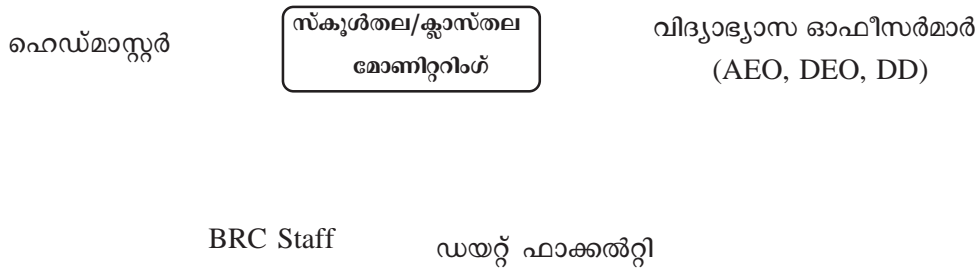 ഹെഡ്മാസ്റ്റർ
സ്കൂൾതല/ക്ലാസ്തല
മോണിറ്ററിംഗ്
വിദ്യാഭ്യാസ ഓഫീസർമാർ
(AEO, DEO, DD)
BRC Staff
ഡയറ്റ് ഫാക്കൽറ്റി